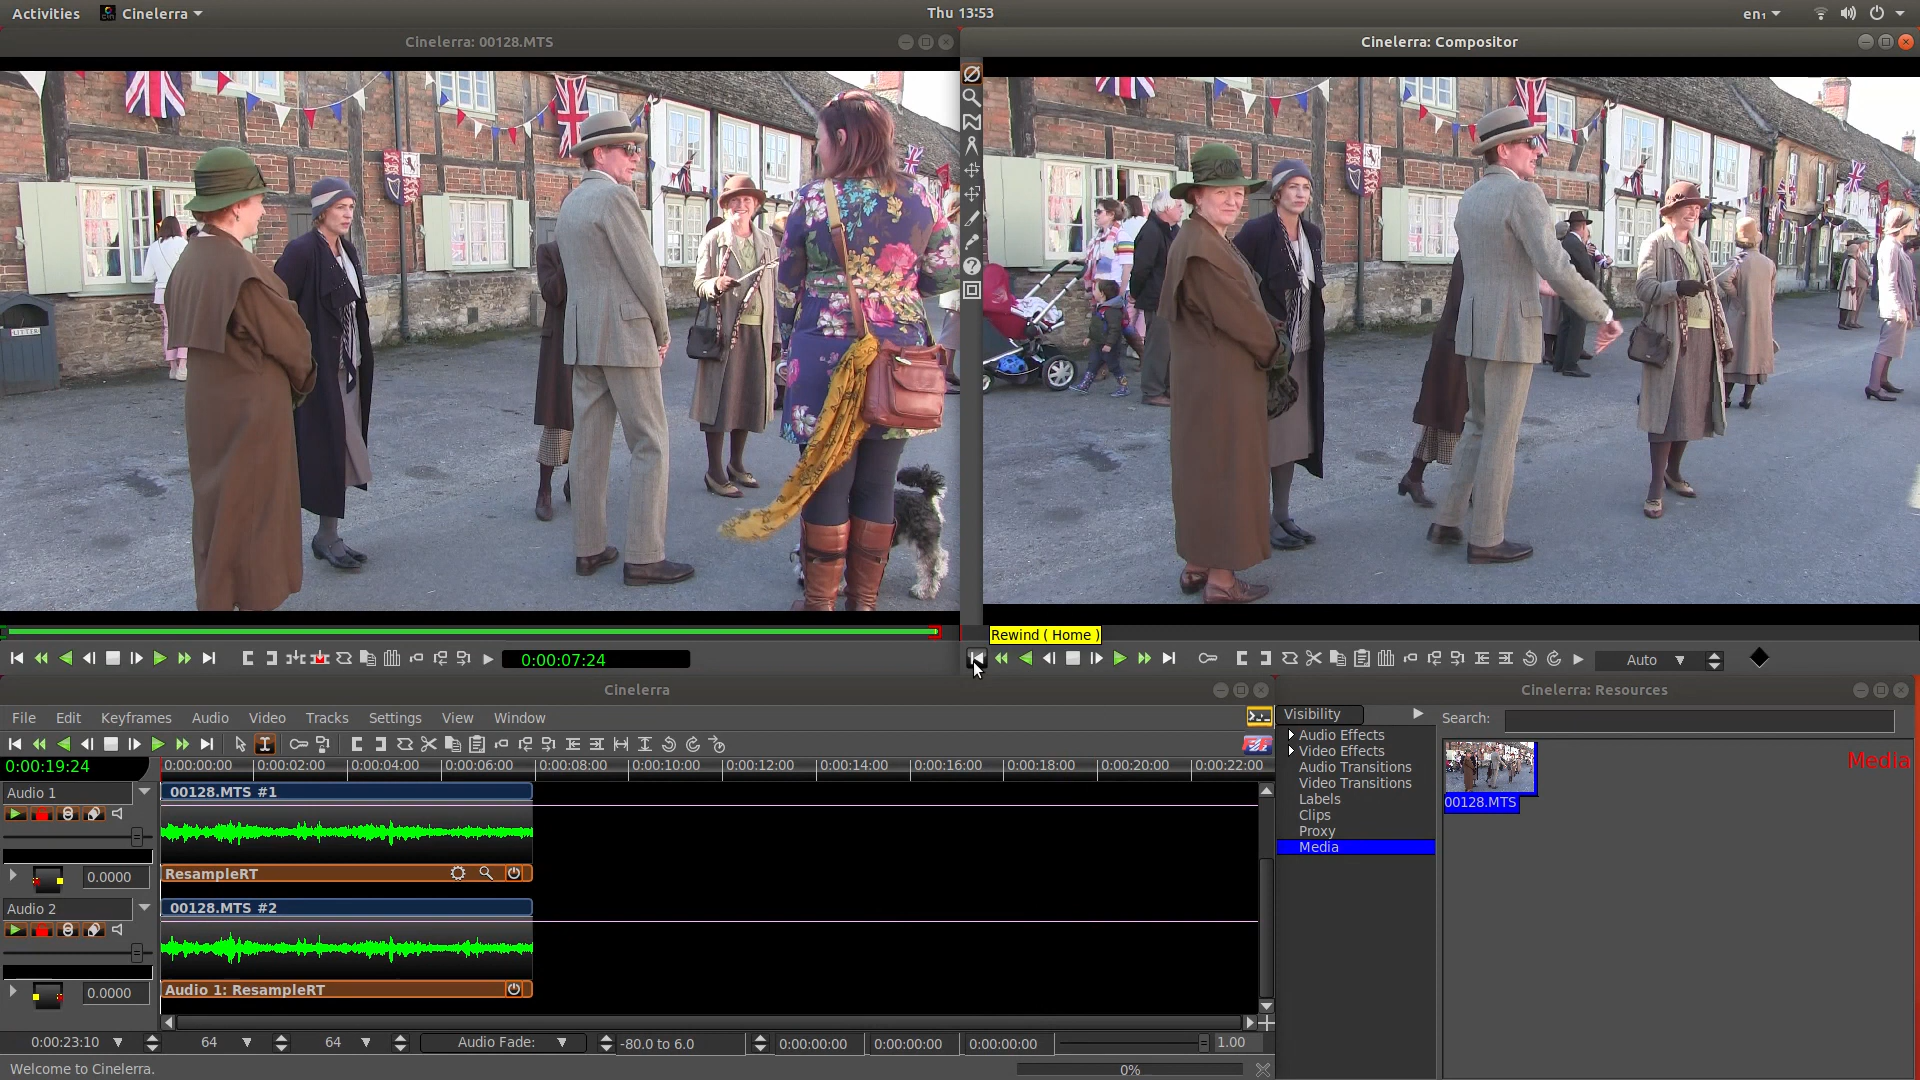 Activities Cinelerra Thu 13:53 en₁
Cinelerra: 00128.MTS
Cinelerra: Compositor
LITTER
Rewind ( Home )
0:00:07:24
Auto
Cinelerra
Cinelerra: Resources
File Edit Keyframes Audio Video Tracks Settings View Window
Visibility
Search:
Audio Effects
Video Effects
Audio Transitions
Video Transitions
Labels
Clips
Proxy
Media
Media
00128.MTS
0:00:19:24
0:00:00:00 0:00:02:00 0:00:04:00 0:00:06:00 0:00:08:00 0:00:10:00 0:00:12:00 0:00:14:00 0:00:16:00 0:00:18:00 0:00:20:00 0:00:22:00
Audio 1
00128.MTS #1
0.0000
ResampleRT
Audio 2
00128.MTS #2
0.0000
Audio 1: ResampleRT
0:00:23:10 64 64 Audio Fade: -80.0 to 6.0 0:00:00:00 0:00:00:00 0:00:00:00 1.00
Welcome to Cinelerra.
0%